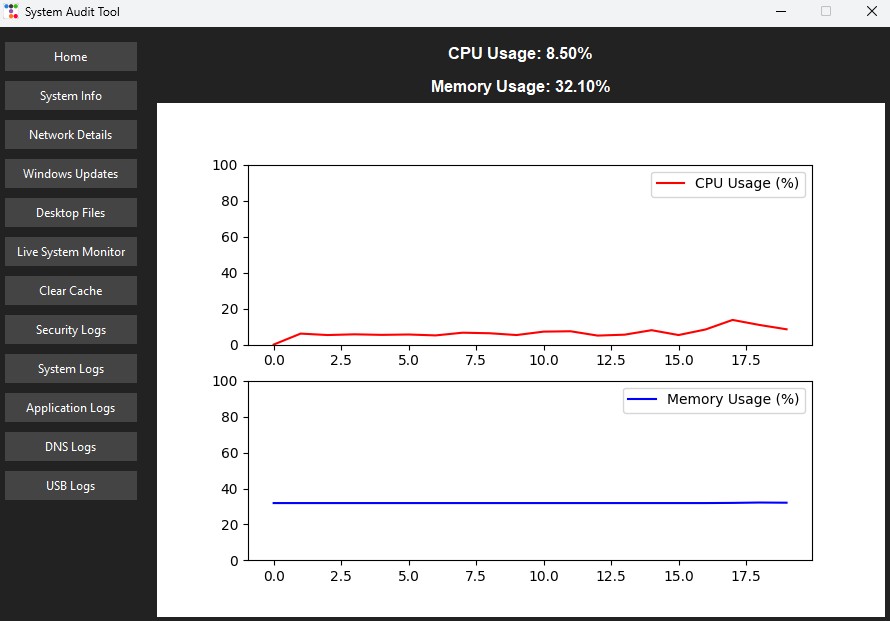 System Audit Tool
Home
System Info
Network Details
Windows Updates
Desktop Files
Live System Monitor
Clear Cache
Security Logs
System Logs
Application Logs
DNS Logs
USB Logs
CPU Usage: 8.50%
Memory Usage: 32.10%
CPU Usage (%)
100
80
60
40
20
0
0.0 2.5 5.0 7.5 10.0 12.5 15.0 17.5
Memory Usage (%)
100
80
60
40
20
0
0.0 2.5 5.0 7.5 10.0 12.5 15.0 17.5